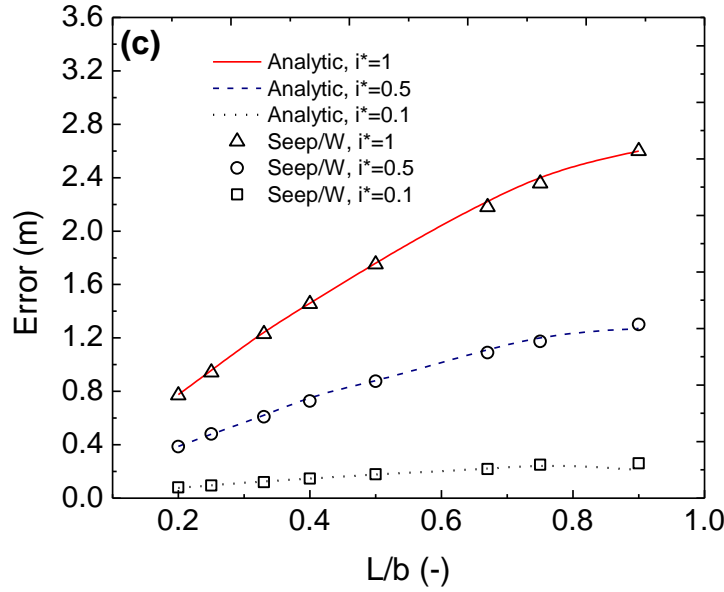 (c)
Analytic, i*=1
Analytic, i*=0.5
Analytic, i*=0.1
Seep/W, i*=1
Seep/W, i*=0.5
Seep/W, i*=0.1
Error (m)
3.6
3.2
2.8
2.4
2.0
1.6
1.2
0.8
0.4
0.0
0.2 0.4 0.6 0.8 1.0
L/b (-)